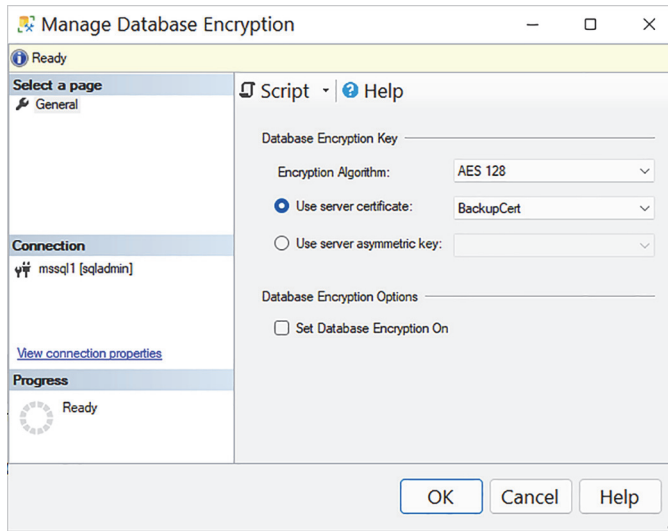 Manage Database Encryption
Ready
Select a page
General
Script Help
Database Encryption Key
Encryption Algorithm: AES 128
Use server certificate: BackupCert
Use server asymmetric key:
Database Encryption Options
Set Database Encryption On
Connection
mssql1 [sqladmin]
View connection properties
Progress
Ready
OK Cancel Help